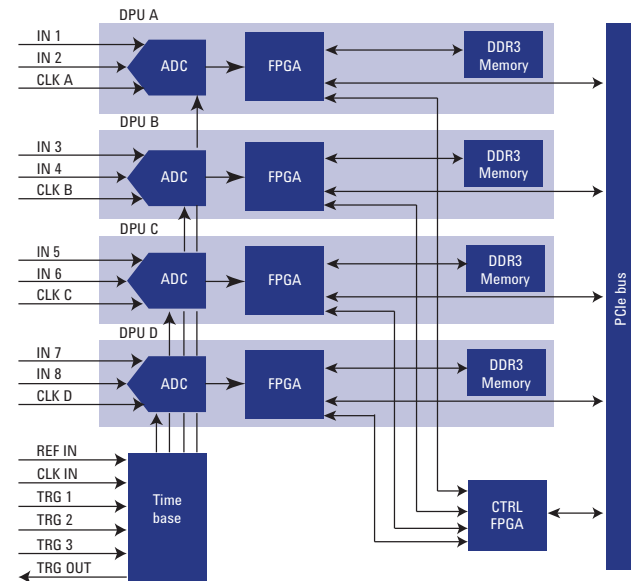 DPU A
IN 1
IN 2
CLK A
ADC
FPGA
DDR3
Memory
DPU B
IN 3
IN 4
CLK B
ADC
FPGA
DDR3
Memory
DPU C
IN 5
IN 6
CLK C
ADC
FPGA
DDR3
Memory
DPU D
IN 7
IN 8
CLK D
ADC
FPGA
DDR3
Memory
PCIe bus
REF IN
CLK IN
TRG 1
TRG 2
TRG 3
TRG OUT
Time
base
CTRL
FPGA